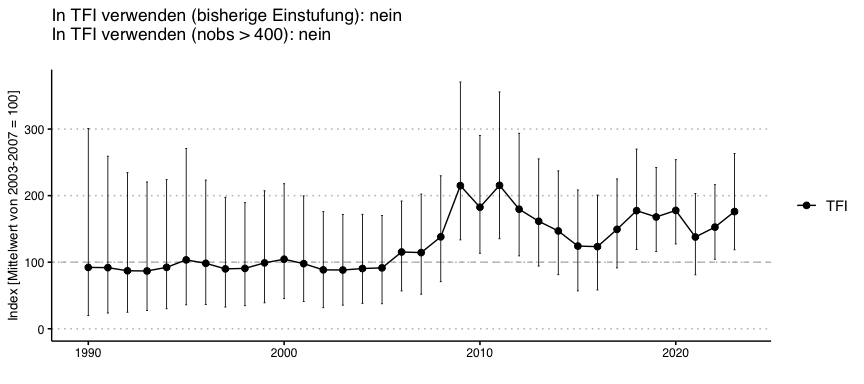 In TFI verwenden (bisherige Einstufung): nein
In TFI verwenden (nobs > 400): nein
Index [Mittelwert von 2003-2007 = 100]
300
200
100
0
1990
2000
2010
2020
TFI